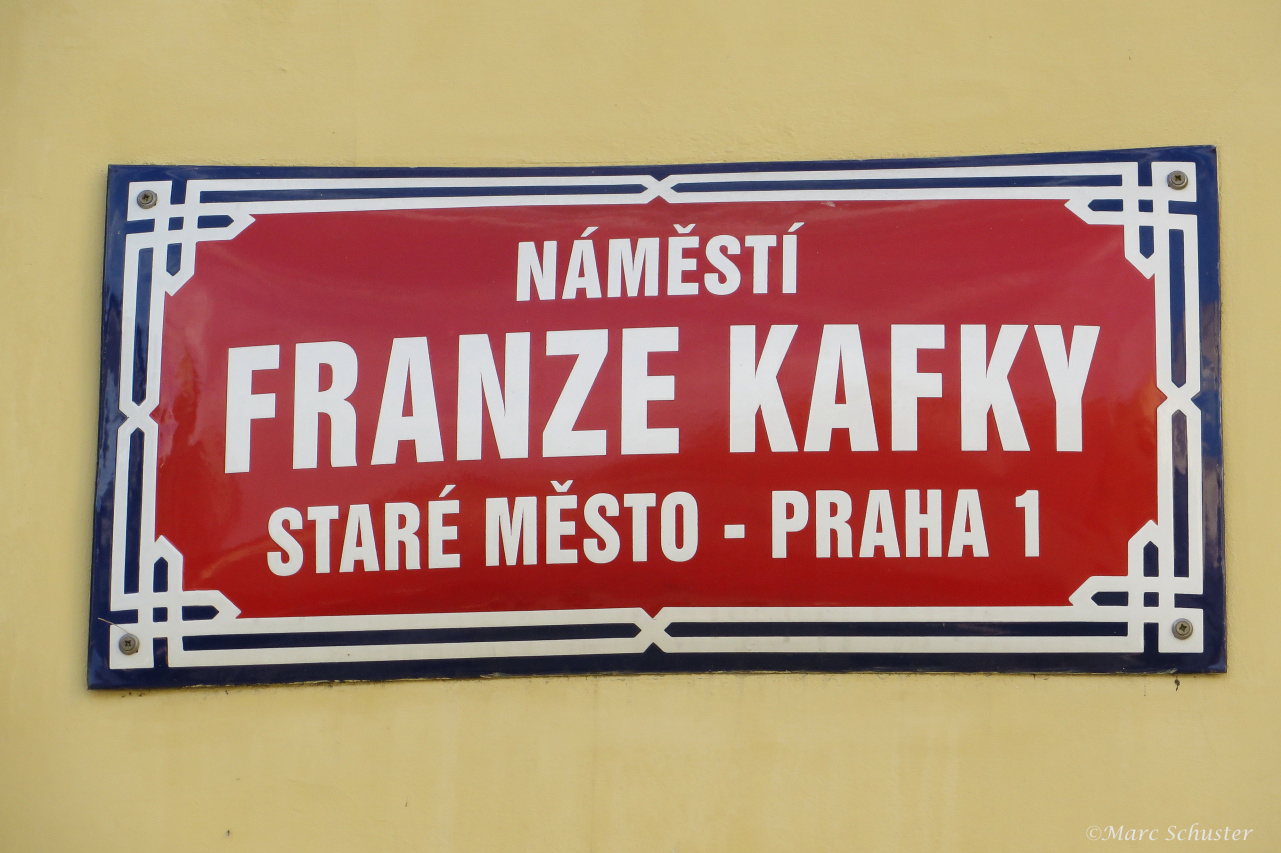 NÁMĚSTÍ
FRANZE KAFKY
STARÉ MĚSTO - PRAHA 1
©Marc Schuster